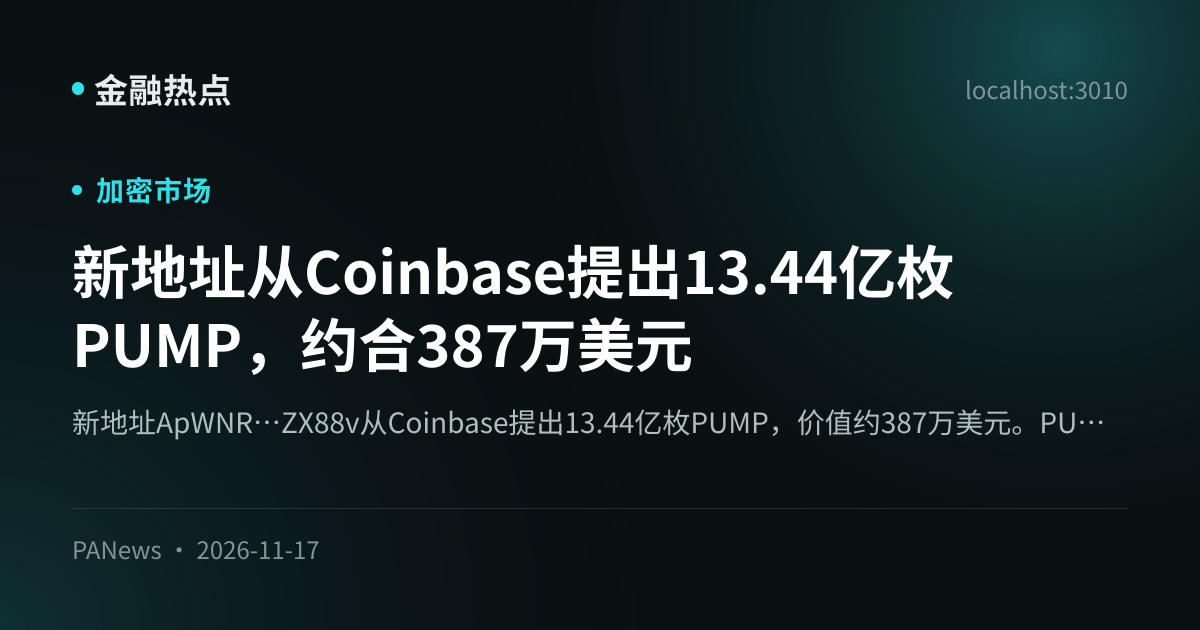 金融热点
localhost:3010
加密市场
新地址从Coinbase提出13.44亿枚
PUMP，约合387万美元
新地址ApWNR…ZX88v从Coinbase提出13.44亿枚PUMP，价值约387万美元。PU…
PANews • 2026-11-17